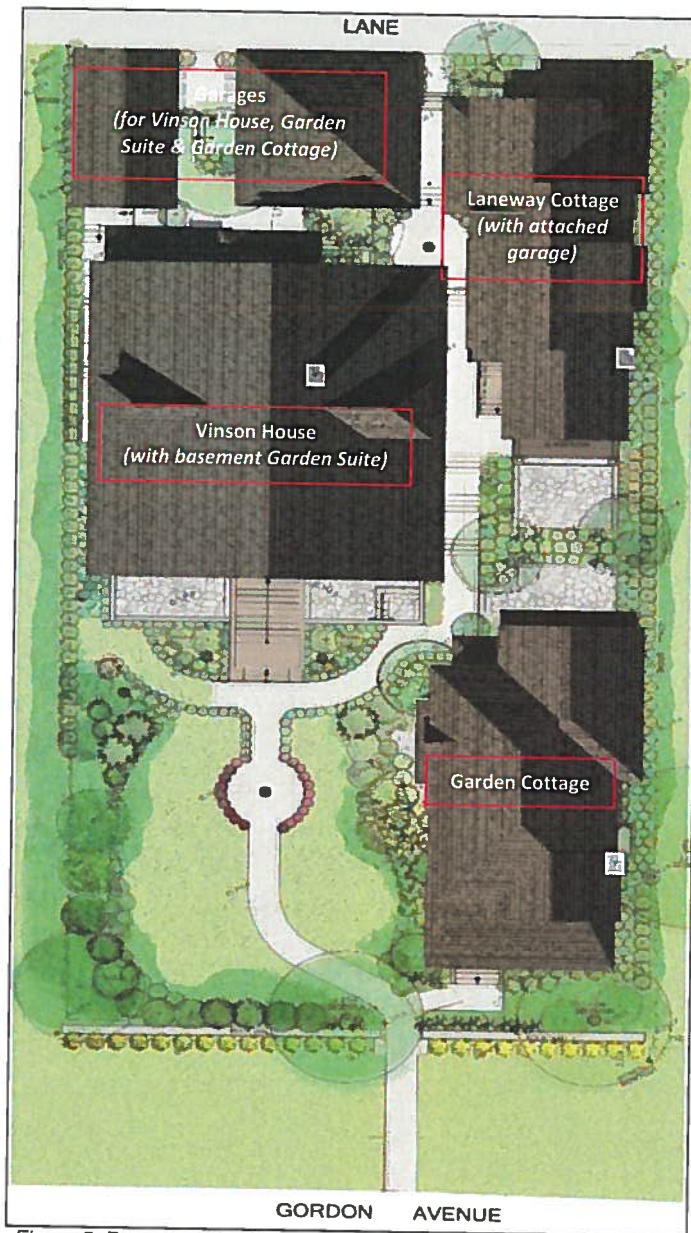 LANE
Garages
(for Vinson House, Garden
Suite & Garden Cottage)
Laneway Cottage
(with attached
garage)
Vinson House
(with basement Garden Suite)
Garden Cottage
GORDON AVENUE